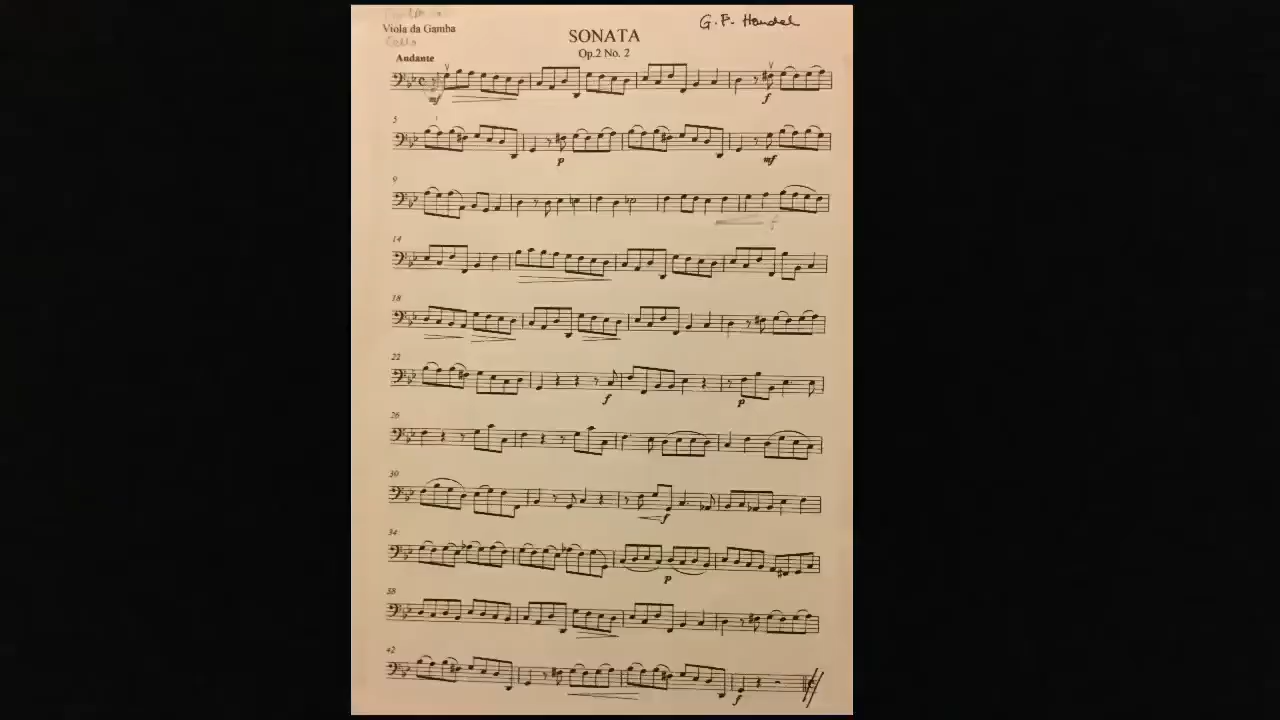 Viola da Gamba
Cello
SONATA
G. F. Handel
Op.2 No. 2
Andante
mf
f
5
p
mf
9
14
18
22
f
p
26
30
f
34
p
38
42
f